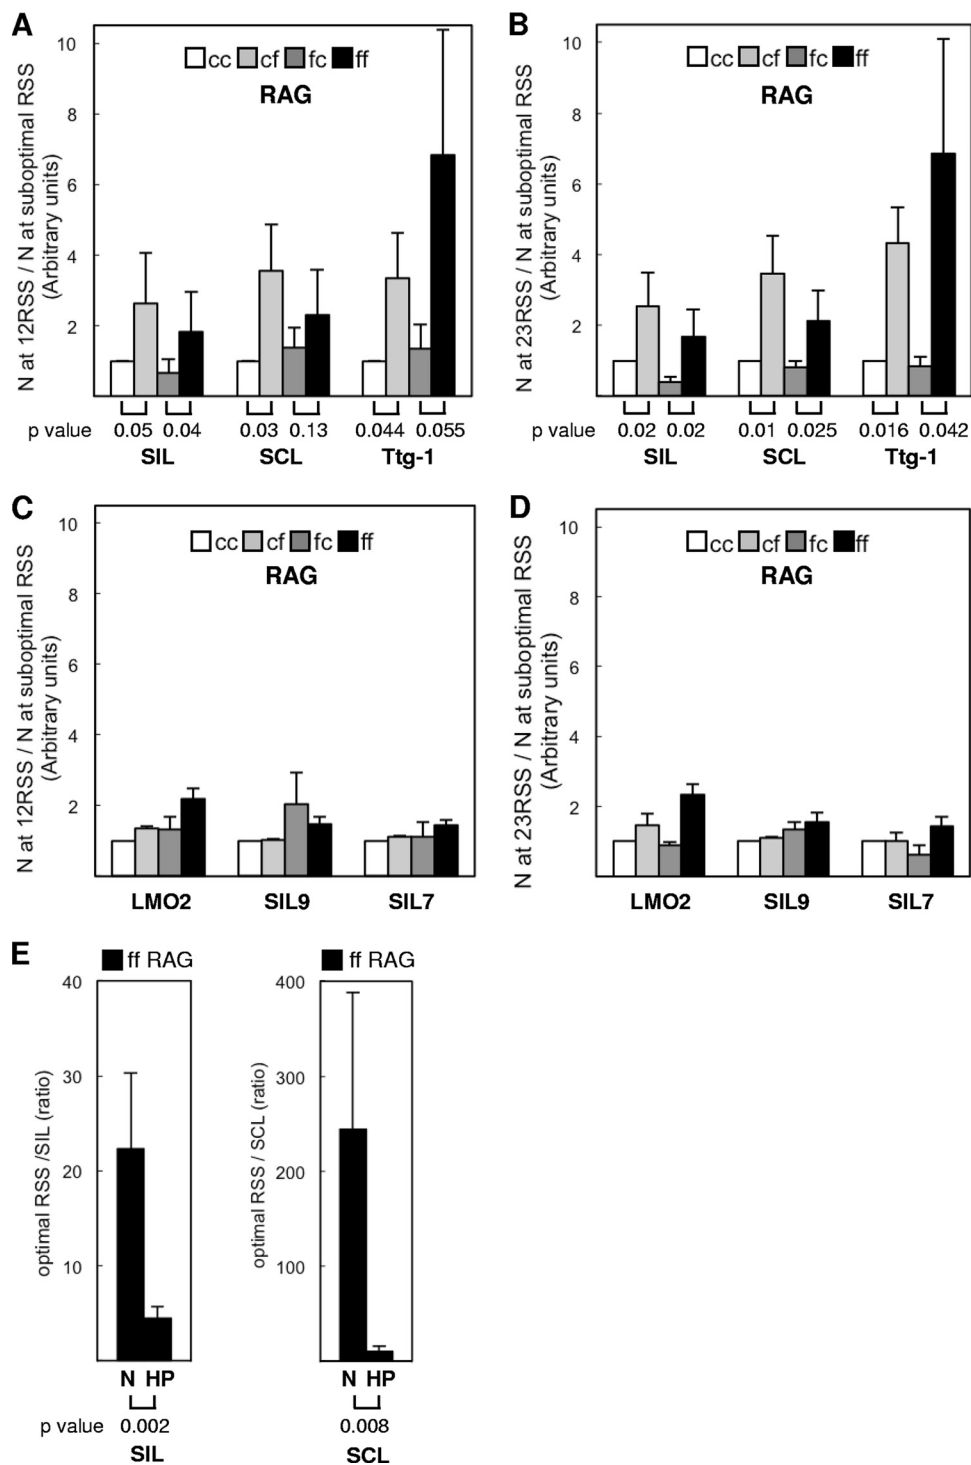 A
N at 12RSS / N at suboptimal RSS
(Arbitrary units)
10
8
6
4
2
cc cf fc ff
RAG
p value 0.05 0.04 0.03 0.13 0.044 0.055
SIL SCL Ttg-1
B
N at 23RSS / N at suboptimal RSS
(Arbitrary units)
10
8
6
4
2
cc cf fc ff
RAG
p value 0.02 0.02 0.01 0.025 0.016 0.042
SIL SCL Ttg-1
C
N at 12RSS / N at suboptimal RSS
(Arbitrary units)
10
8
6
4
2
cc cf fc ff
RAG
LMO2 SIL9 SIL7
D
N at 23RSS / N at suboptimal RSS
(Arbitrary units)
10
8
6
4
2
cc cf fc ff
RAG
LMO2 SIL9 SIL7
E
ff RAG
optimal RSS /SIL (ratio)
40
30
20
10
N HP
p value 0.002
SIL
ff RAG
optimal RSS / SCL (ratio)
400
300
200
100
N HP
0.008
SCL